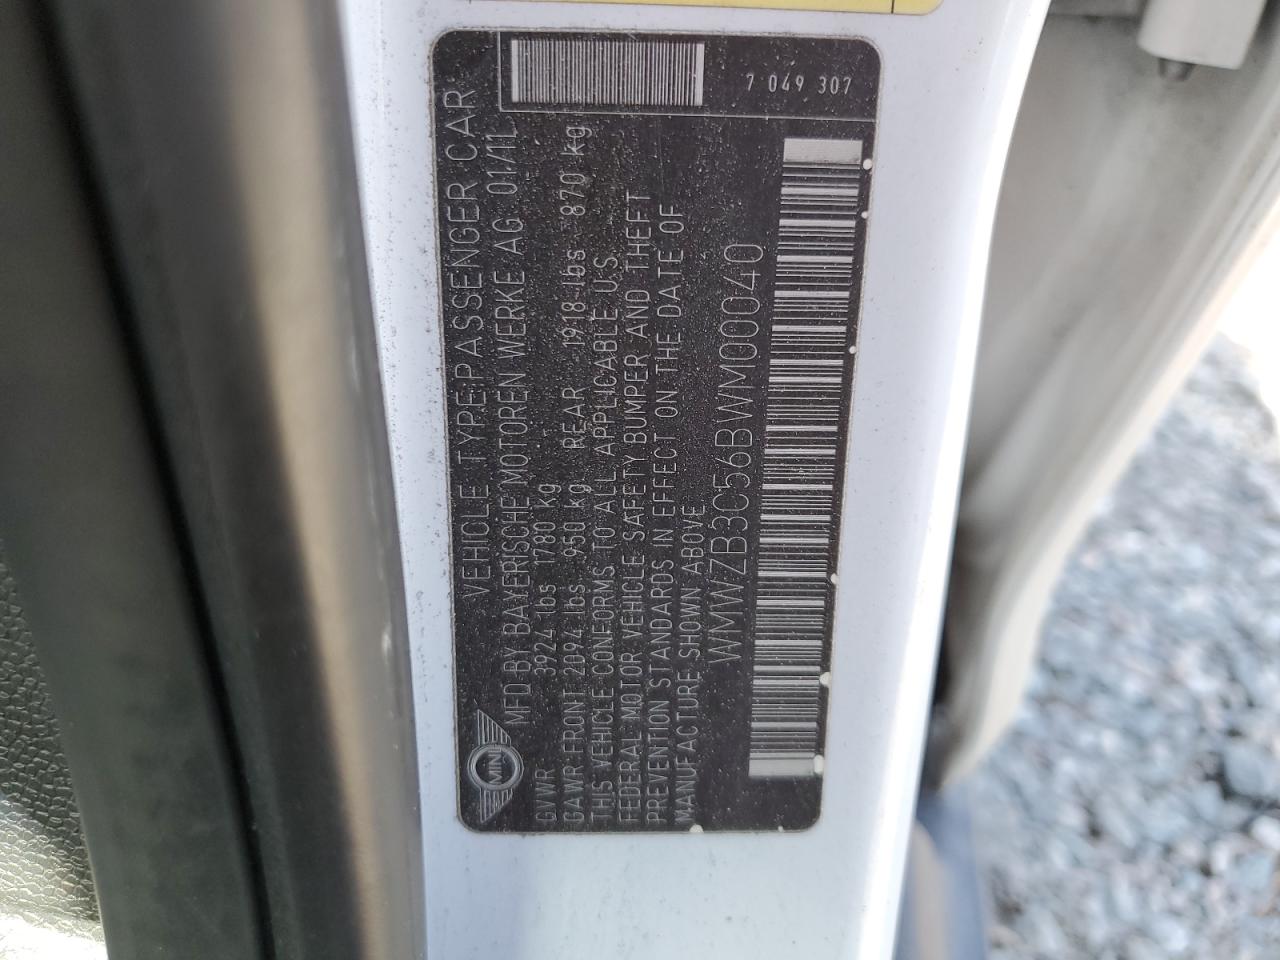 7 049 307
VEHICLE TYPE:PASSENGER CAR
MFD BY BAYERISCHE MOTOREN WERKE AG 01/11
MINI
GVWR 3924 lbs 1780 kg
GAWR FRONT 2094 lbs 950 kg REAR 1918 lbs 870 kg
THIS VEHICLE CONFORMS TO ALL APPLICABLE U.S.
FEDERAL MOTOR VEHICLE SAFETY BUMPER AND THEFT
PREVENTION STANDARDS IN EFFECT ON THE DATE OF
MANUFACTURE SHOWN ABOVE
WMWZB3C56BWM00040